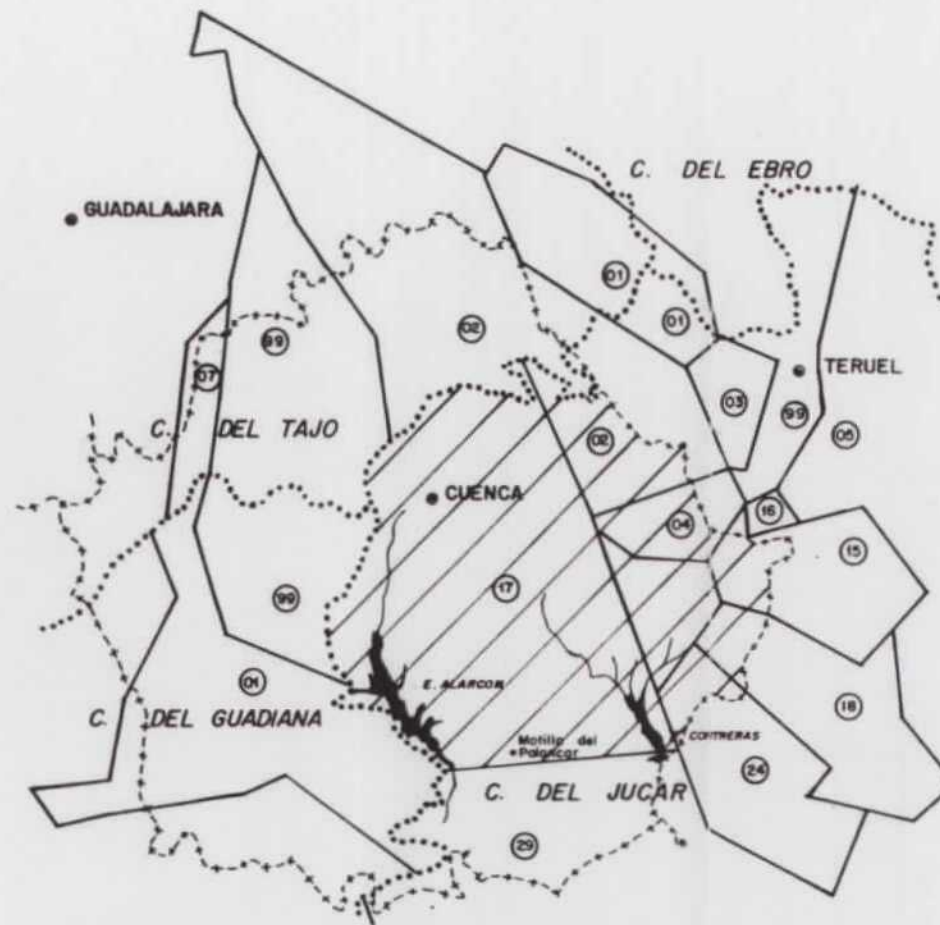 C. DEL EBRO
GUADALAJARA
01
01
02
99
TERUEL
07
03
99
05
C. DEL TAJO
02
CUENCA
16
04
15
17
99
E. ALARCON
01
18
C. DEL GUADIANA
CONTRERAS
Motilla del
Palancar
24
C. DEL JUCAR
29